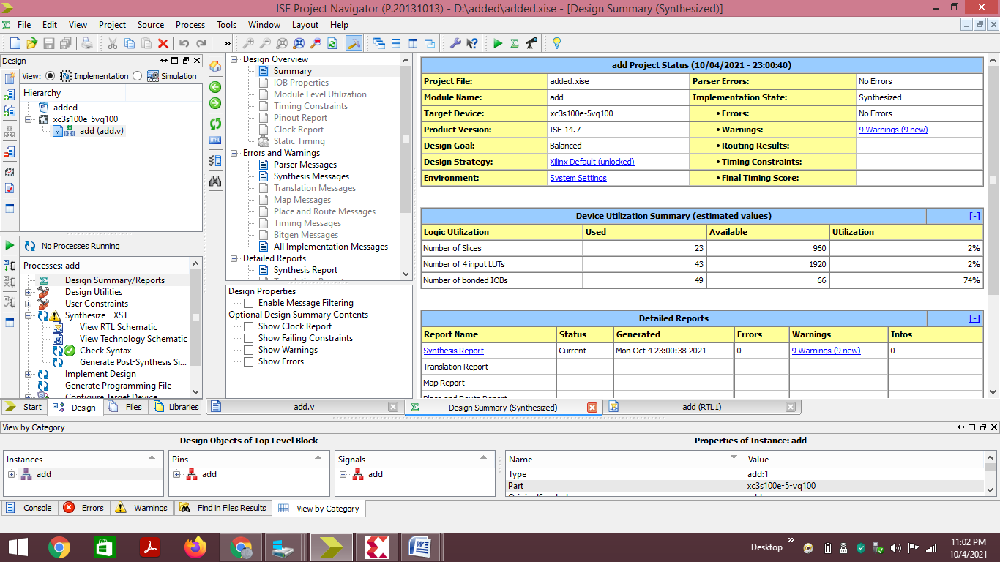 ISE Project Navigator (P.20131013) - D:\added\added.xise - [Design Summary (Synthesized)]
File Edit View Project Source Process Tools Window Layout Help
Design
View: Implementation Simulation
Hierarchy
added
xc3s100e-5vq100
add (add.v)
No Processes Running
Processes: add
Design Summary/Reports
Design Utilities
User Constraints
Synthesize - XST
View RTL Schematic
View Technology Schematic
Check Syntax
Generate Post-Synthesis Si...
Implement Design
Generate Programming File
Configure Target Device
Start Design Files Libraries
Design Overview
Summary
IOB Properties
Module Level Utilization
Timing Constraints
Pinout Report
Clock Report
Static Timing
Errors and Warnings
Parser Messages
Synthesis Messages
Translation Messages
Map Messages
Place and Route Messages
Timing Messages
Bitgen Messages
All Implementation Messages
Detailed Reports
Synthesis Report
Design Properties
Enable Message Filtering
Optional Design Summary Contents
Show Clock Report
Show Failing Constraints
Show Warnings
Show Errors
add Project Status (10/04/2021 - 23:00:40)
Project File: added.xise Parser Errors: No Errors
Module Name: add Implementation State: Synthesized
Target Device: xc3s100e-5vq100 • Errors: No Errors
Product Version: ISE 14.7 • Warnings: 9 Warnings (9 new)
Design Goal: Balanced • Routing Results:
Design Strategy: Xilinx Default (unlocked) • Timing Constraints:
Environment: System Settings • Final Timing Score:
Device Utilization Summary (estimated values) [-]
Logic Utilization Used Available Utilization
Number of Slices 23 960 2%
Number of 4 input LUTs 43 1920 2%
Number of bonded IOBs 49 66 74%
Detailed Reports [-]
Report Name Status Generated Errors Warnings Infos
Synthesis Report Current Mon Oct 4 23:00:38 2021 0 9 Warnings (9 new) 0
Translation Report
Map Report
Place and Route Report
add.v Design Summary (Synthesized) add (RTL1)
View by Category
Design Objects of Top Level Block Properties of Instance: add
Instances Pins Signals Name Value
add add add Type add:1
Part xc3s100e-5-vq100
Console Errors Warnings Find in Files Results View by Category
Desktop
11:02 PM
10/4/2021